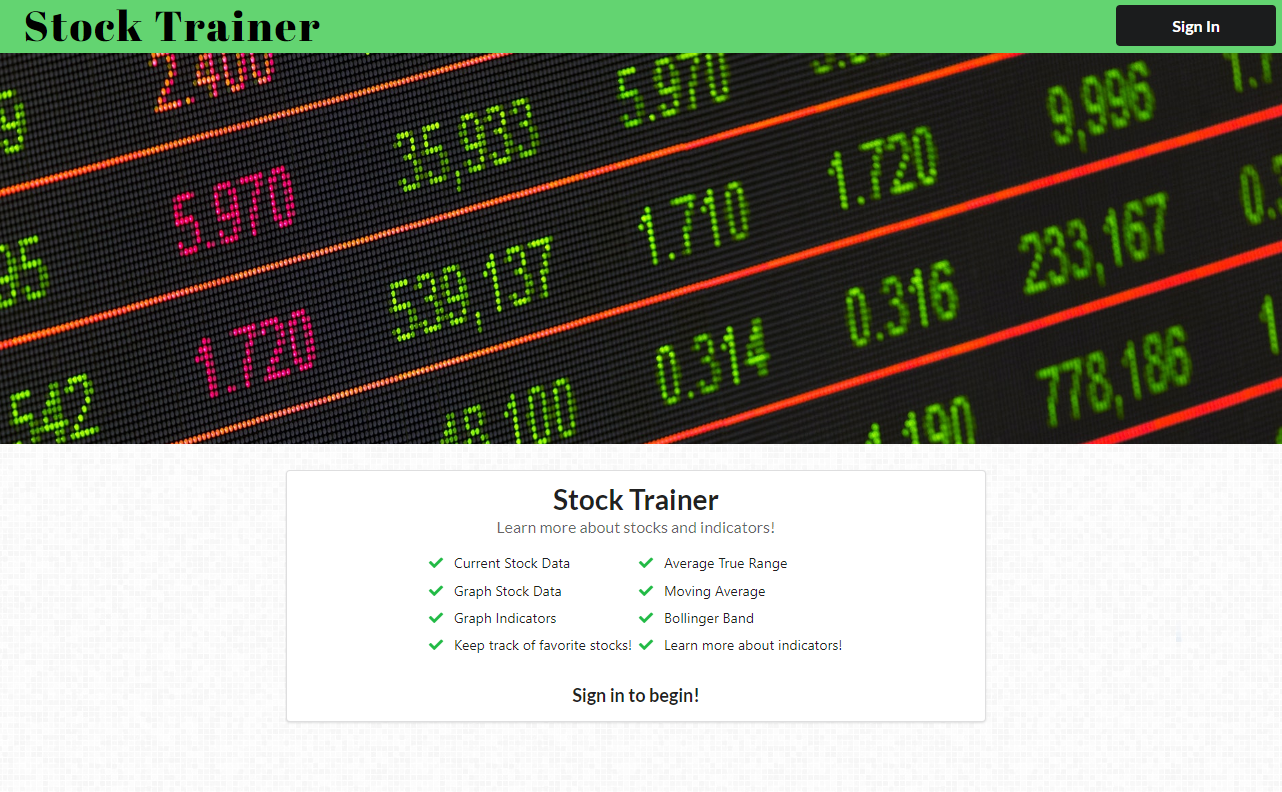 Stock Trainer
Sign In
2.400
5.970
9,996
35,933
1.720
5.970
1.710
233,167
95
539,137
0.316
1.720
0.314
778,186
542
48,100
1,190
Stock Trainer
Learn more about stocks and indicators!
Current Stock Data
Average True Range
Graph Stock Data
Moving Average
Graph Indicators
Bollinger Band
Keep track of favorite stocks!
Learn more about indicators!
Sign in to begin!